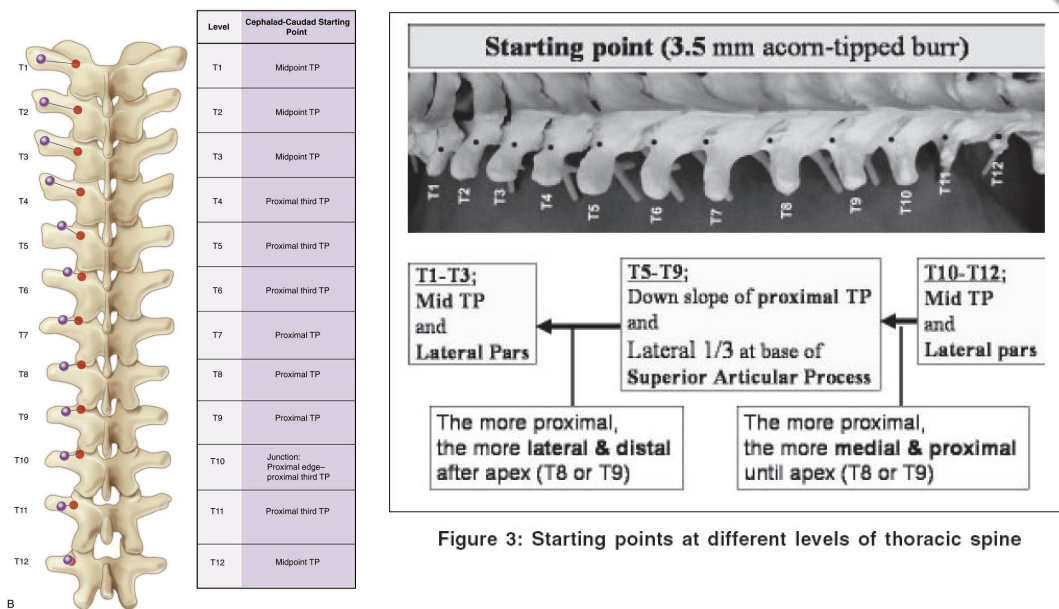 T1
T2
T3
T4
T5
T6
T7
T8
T9
T10
T11
T12
B
Level Cephalad-Caudad Starting
Point
T1 Midpoint TP
T2 Midpoint TP
T3 Midpoint TP
T4 Proximal third TP
T5 Proximal third TP
T6 Proximal third TP
T7 Proximal TP
T8 Proximal TP
T9 Proximal TP
T10 Junction:
Proximal edge–
proximal third TP
T11 Proximal third TP
T12 Midpoint TP
Starting point (3.5 mm acorn-tipped burr)
T1 T2 T3 T4 T5 T6 T7 T8 T9 T10 T11 T12
T1-T3;
Mid TP
and
Lateral Pars
T5-T9;
Down slope of proximal TP
and
Lateral 1/3 at base of
Superior Articular Process
T10-T12;
Mid TP
and
Lateral pars
The more proximal,
the more lateral & distal
after apex (T8 or T9)
The more proximal,
the more medial & proximal
until apex (T8 or T9)
Figure 3: Starting points at different levels of thoracic spine